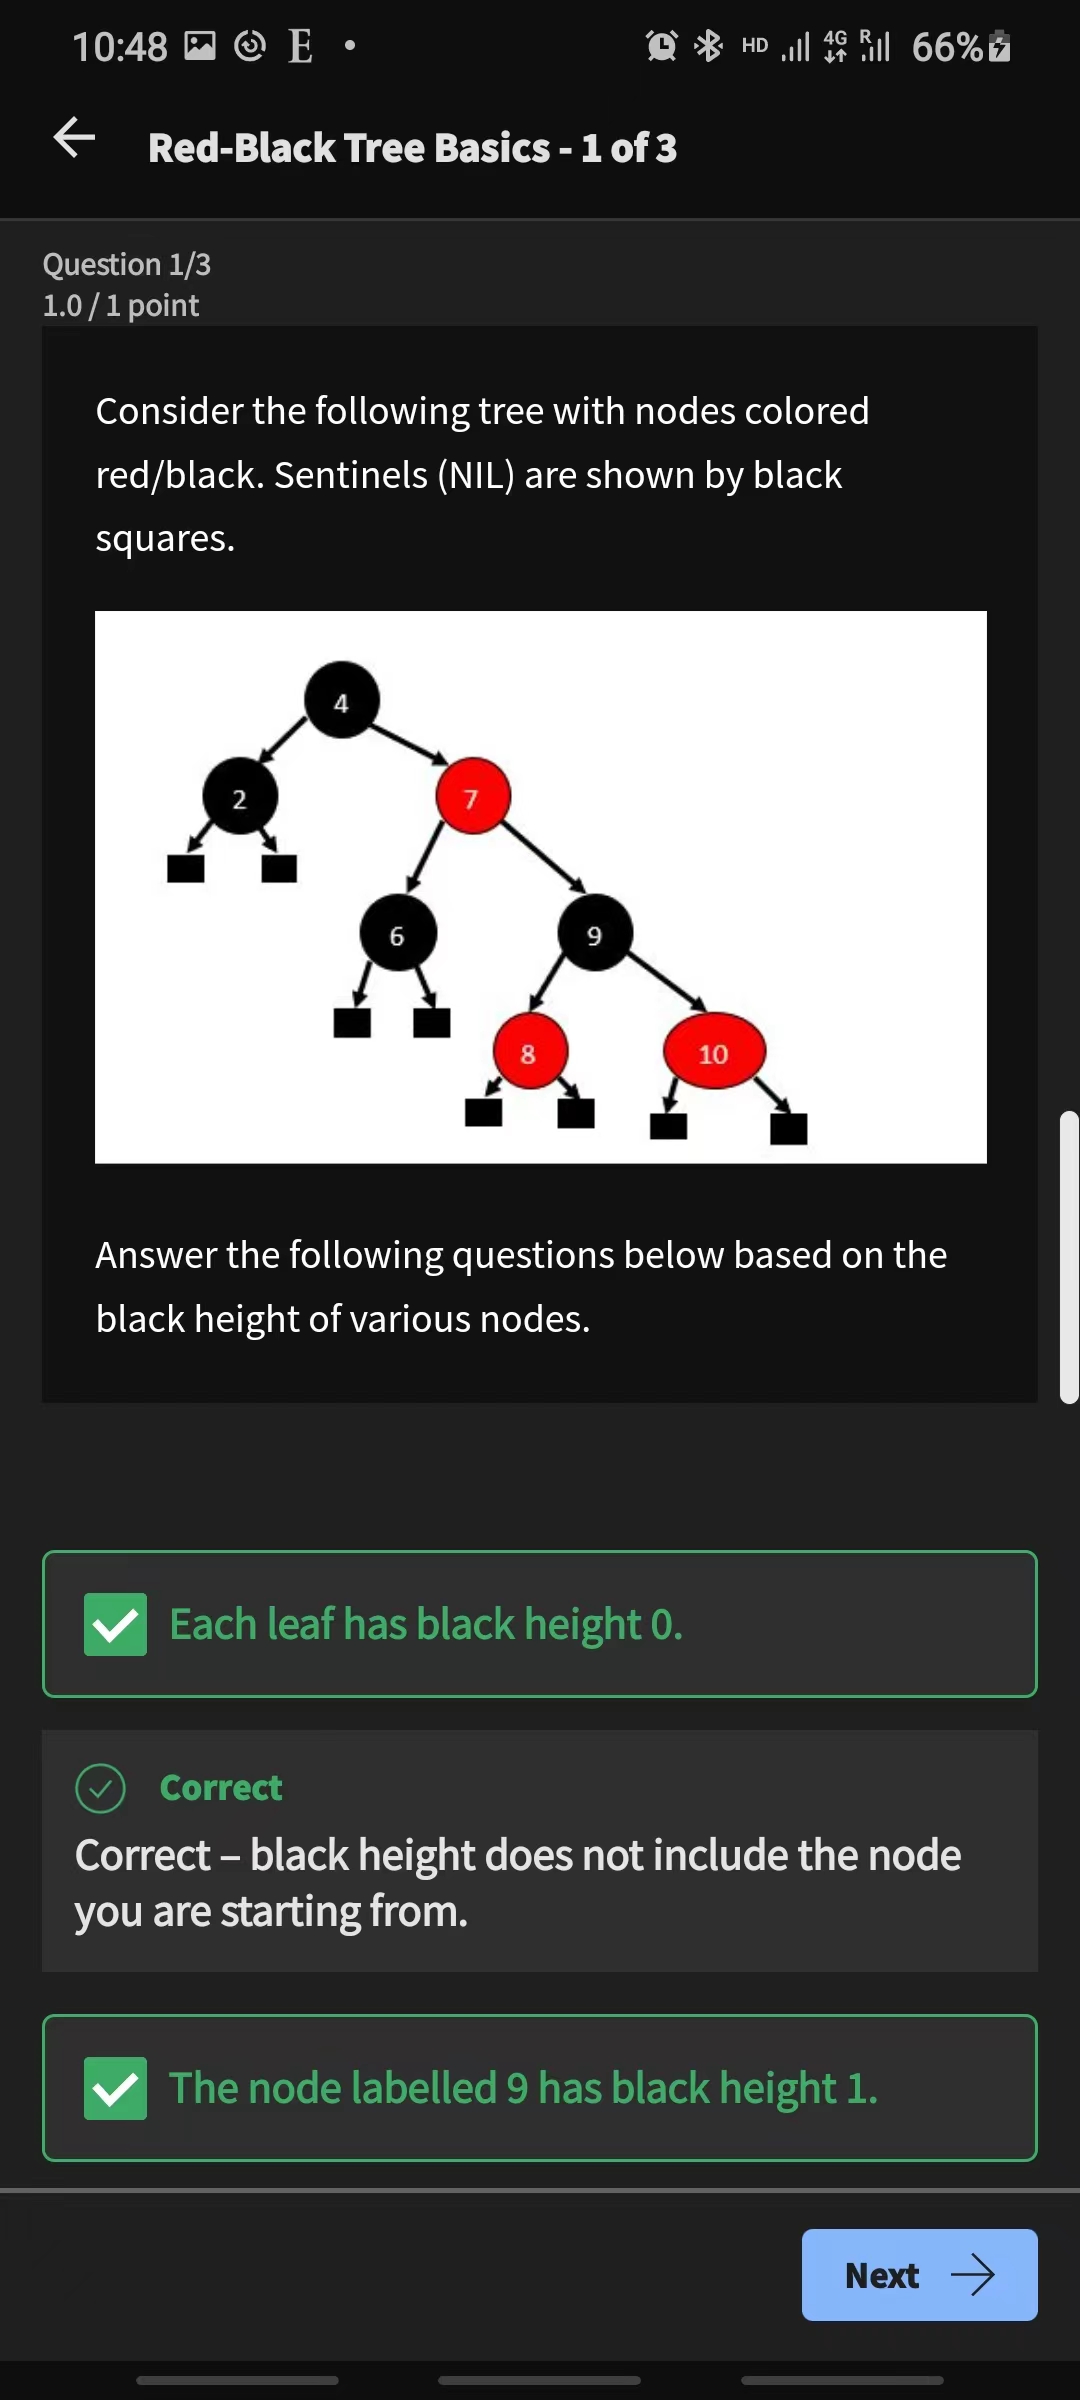 10:48 E HD 4G R 66%
Red-Black Tree Basics - 1 of 3
Question 1/3
1.0 / 1 point
Consider the following tree with nodes colored
red/black. Sentinels (NIL) are shown by black
squares.
4
2 7
6 9
8 10
Answer the following questions below based on the
black height of various nodes.
Each leaf has black height 0.
Correct
Correct – black height does not include the node
you are starting from.
The node labelled 9 has black height 1.
Next